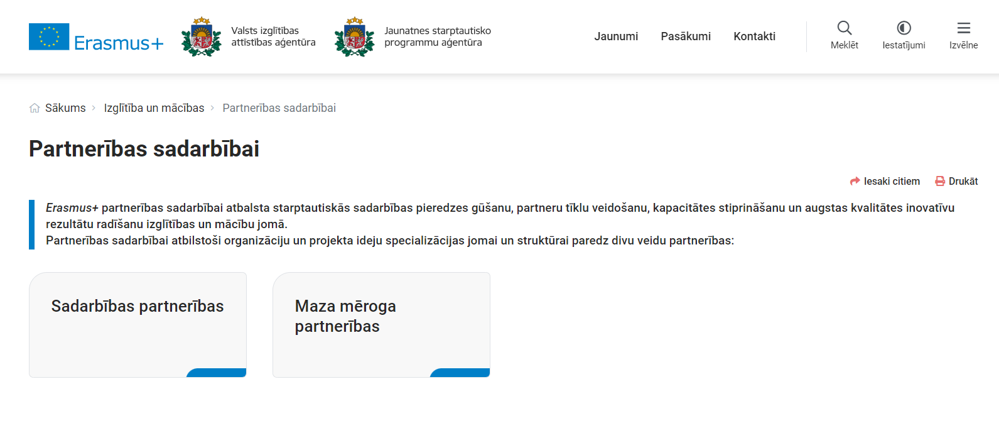 Erasmus+
Valsts izglītības
attīstības aģentūra
Jaunatnes starptautisko
programmu aģentūra
Jaunumi
Pasākumi
Kontakti
Meklēt
Iestatījumi
Izvēlne
Sākums
Izglītība un mācības
Partnerības sadarbībai
Partnerības sadarbībai
Iesaki citiem
Drukāt
Erasmus+ partnerības sadarbībai atbalsta starptautiskās sadarbības pieredzes gūšanu, partneru tīklu veidošanu, kapacitātes stiprināšanu un augstas kvalitātes inovatīvu
rezultātu radīšanu izglītības un mācību jomā.
Partnerības sadarbībai atbilstoši organizāciju un projekta ideju specializācijas jomai un struktūrai paredz divu veidu partnerības:
Sadarbības partnerības
Maza mēroga
partnerības